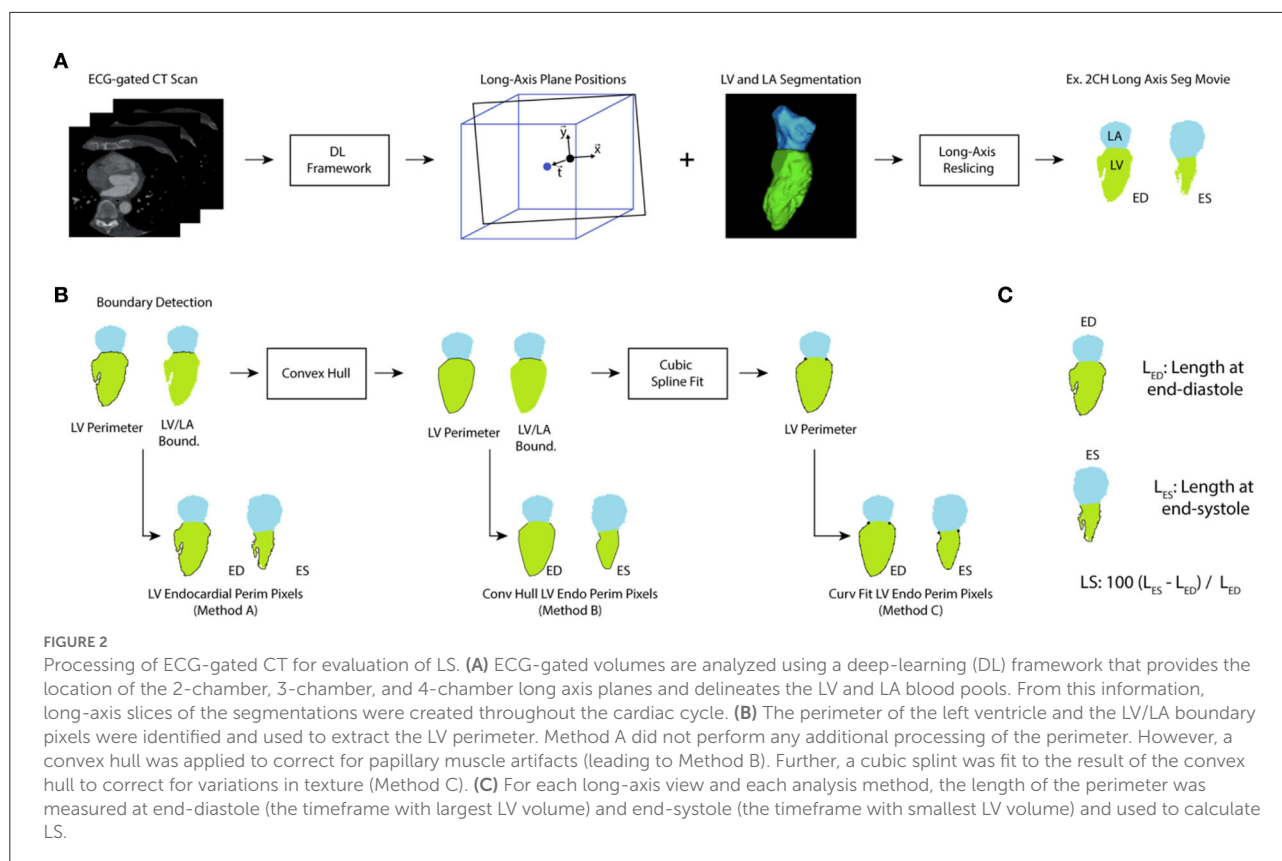 A
ECG-gated CT Scan
DL
Framework
Long-Axis Plane Positions
y
x
t
+
LV and LA Segmentation
Long-Axis
Reslicing
Ex. 2CH Long Axis Seg Movie
LA
LV
ED
ES
B
Boundary Detection
LV Perimeter
LV/LA
Bound.
Convex Hull
LV Perimeter
LV/LA
Bound.
Cubic
Spline Fit
LV Perimeter
ED
ES
LV Endocardial Perim Pixels
(Method A)
ED
ES
Conv Hull LV Endo Perim Pixels
(Method B)
ED
ES
Curv Fit LV Endo Perim Pixels
(Method C)
C
ED
L_ED: Length at
end-diastole
ES
L_ES: Length at
end-systole
LS: 100 (L_ES - L_ED) / L_ED
FIGURE 2
Processing of ECG-gated CT for evaluation of LS. (A) ECG-gated volumes are analyzed using a deep-learning (DL) framework that provides the
location of the 2-chamber, 3-chamber, and 4-chamber long axis planes and delineates the LV and LA blood pools. From this information,
long-axis slices of the segmentations were created throughout the cardiac cycle. (B) The perimeter of the left ventricle and the LV/LA boundary
pixels were identified and used to extract the LV perimeter. Method A did not perform any additional processing of the perimeter. However, a
convex hull was applied to correct for papillary muscle artifacts (leading to Method B). Further, a cubic splint was fit to the result of the convex
hull to correct for variations in texture (Method C). (C) For each long-axis view and each analysis method, the length of the perimeter was
measured at end-diastole (the timeframe with largest LV volume) and end-systole (the timeframe with smallest LV volume) and used to calculate
LS.